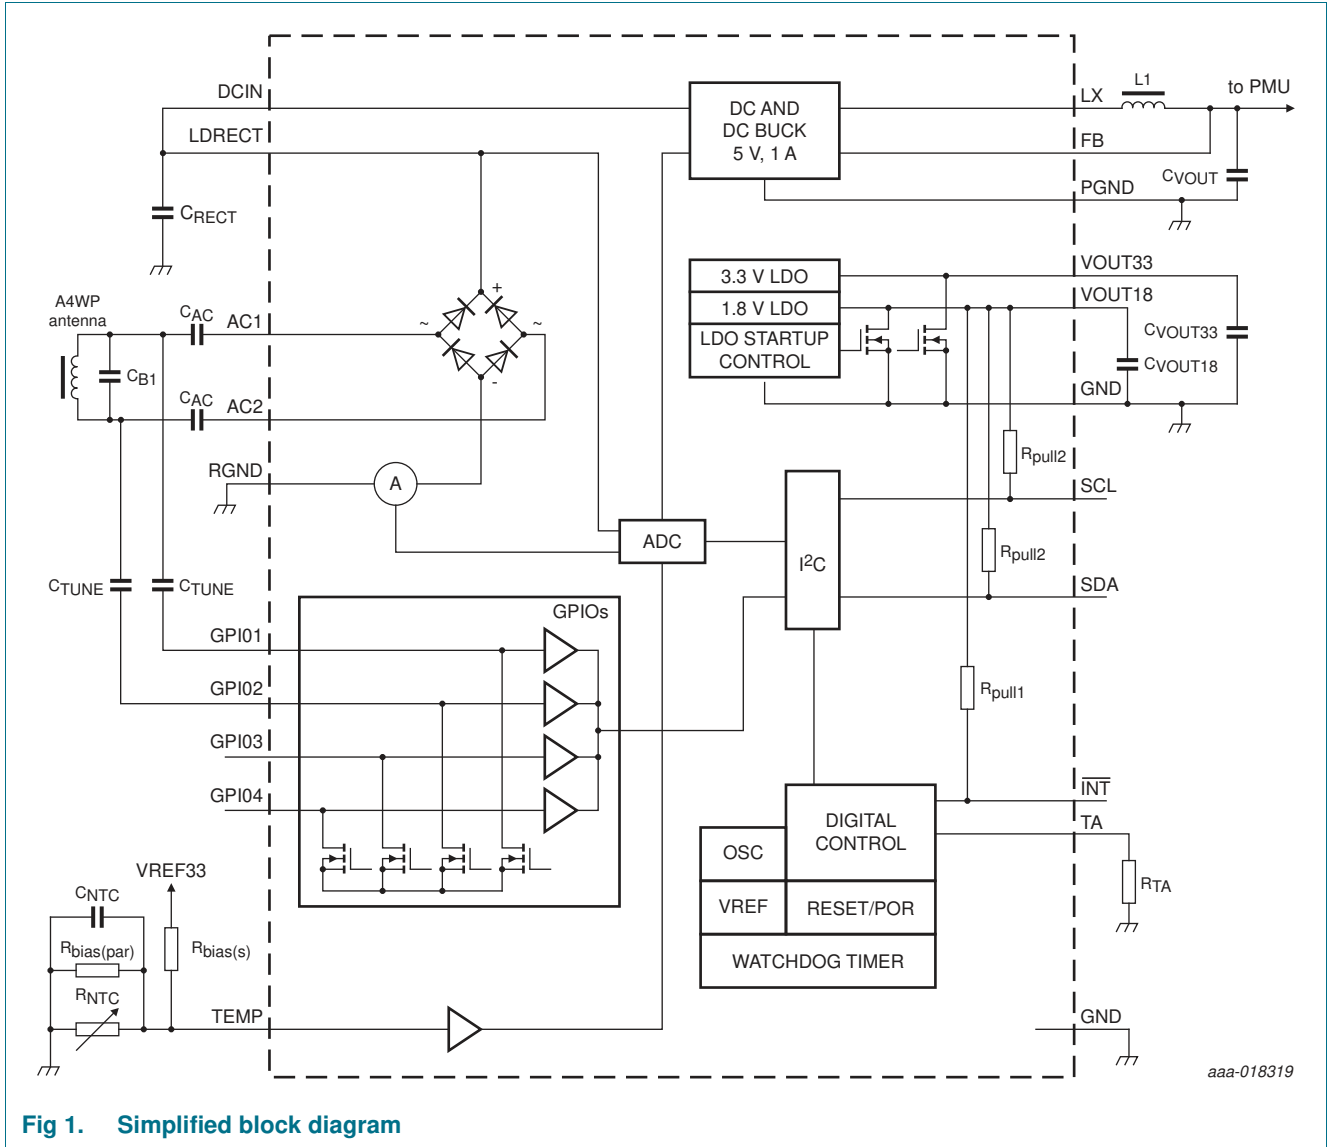 DCIN
LDRECT
CRECT
A4WP
antenna
CAC
AC1
CB1
CAC
AC2
~
+
~
-
RGND
A
ADC
CTUNE
CTUNE
GPIOs
GPI01
GPI02
GPI03
GPI04
VREF33
CNTC
Rbias(par)
Rbias(s)
RNTC
TEMP
DC AND
DC BUCK
5 V, 1 A
LX
L1
to PMU
FB
CVOUT
PGND
3.3 V LDO
1.8 V LDO
LDO STARTUP
CONTROL
VOUT33
VOUT18
CVOUT33
CVOUT18
GND
Rpull2
SCL
I2C
Rpull2
SDA
Rpull1
INT
TA
RTA
DIGITAL
CONTROL
OSC
VREF
RESET/POR
WATCHDOG TIMER
GND
aaa-018319
Fig 1. Simplified block diagram